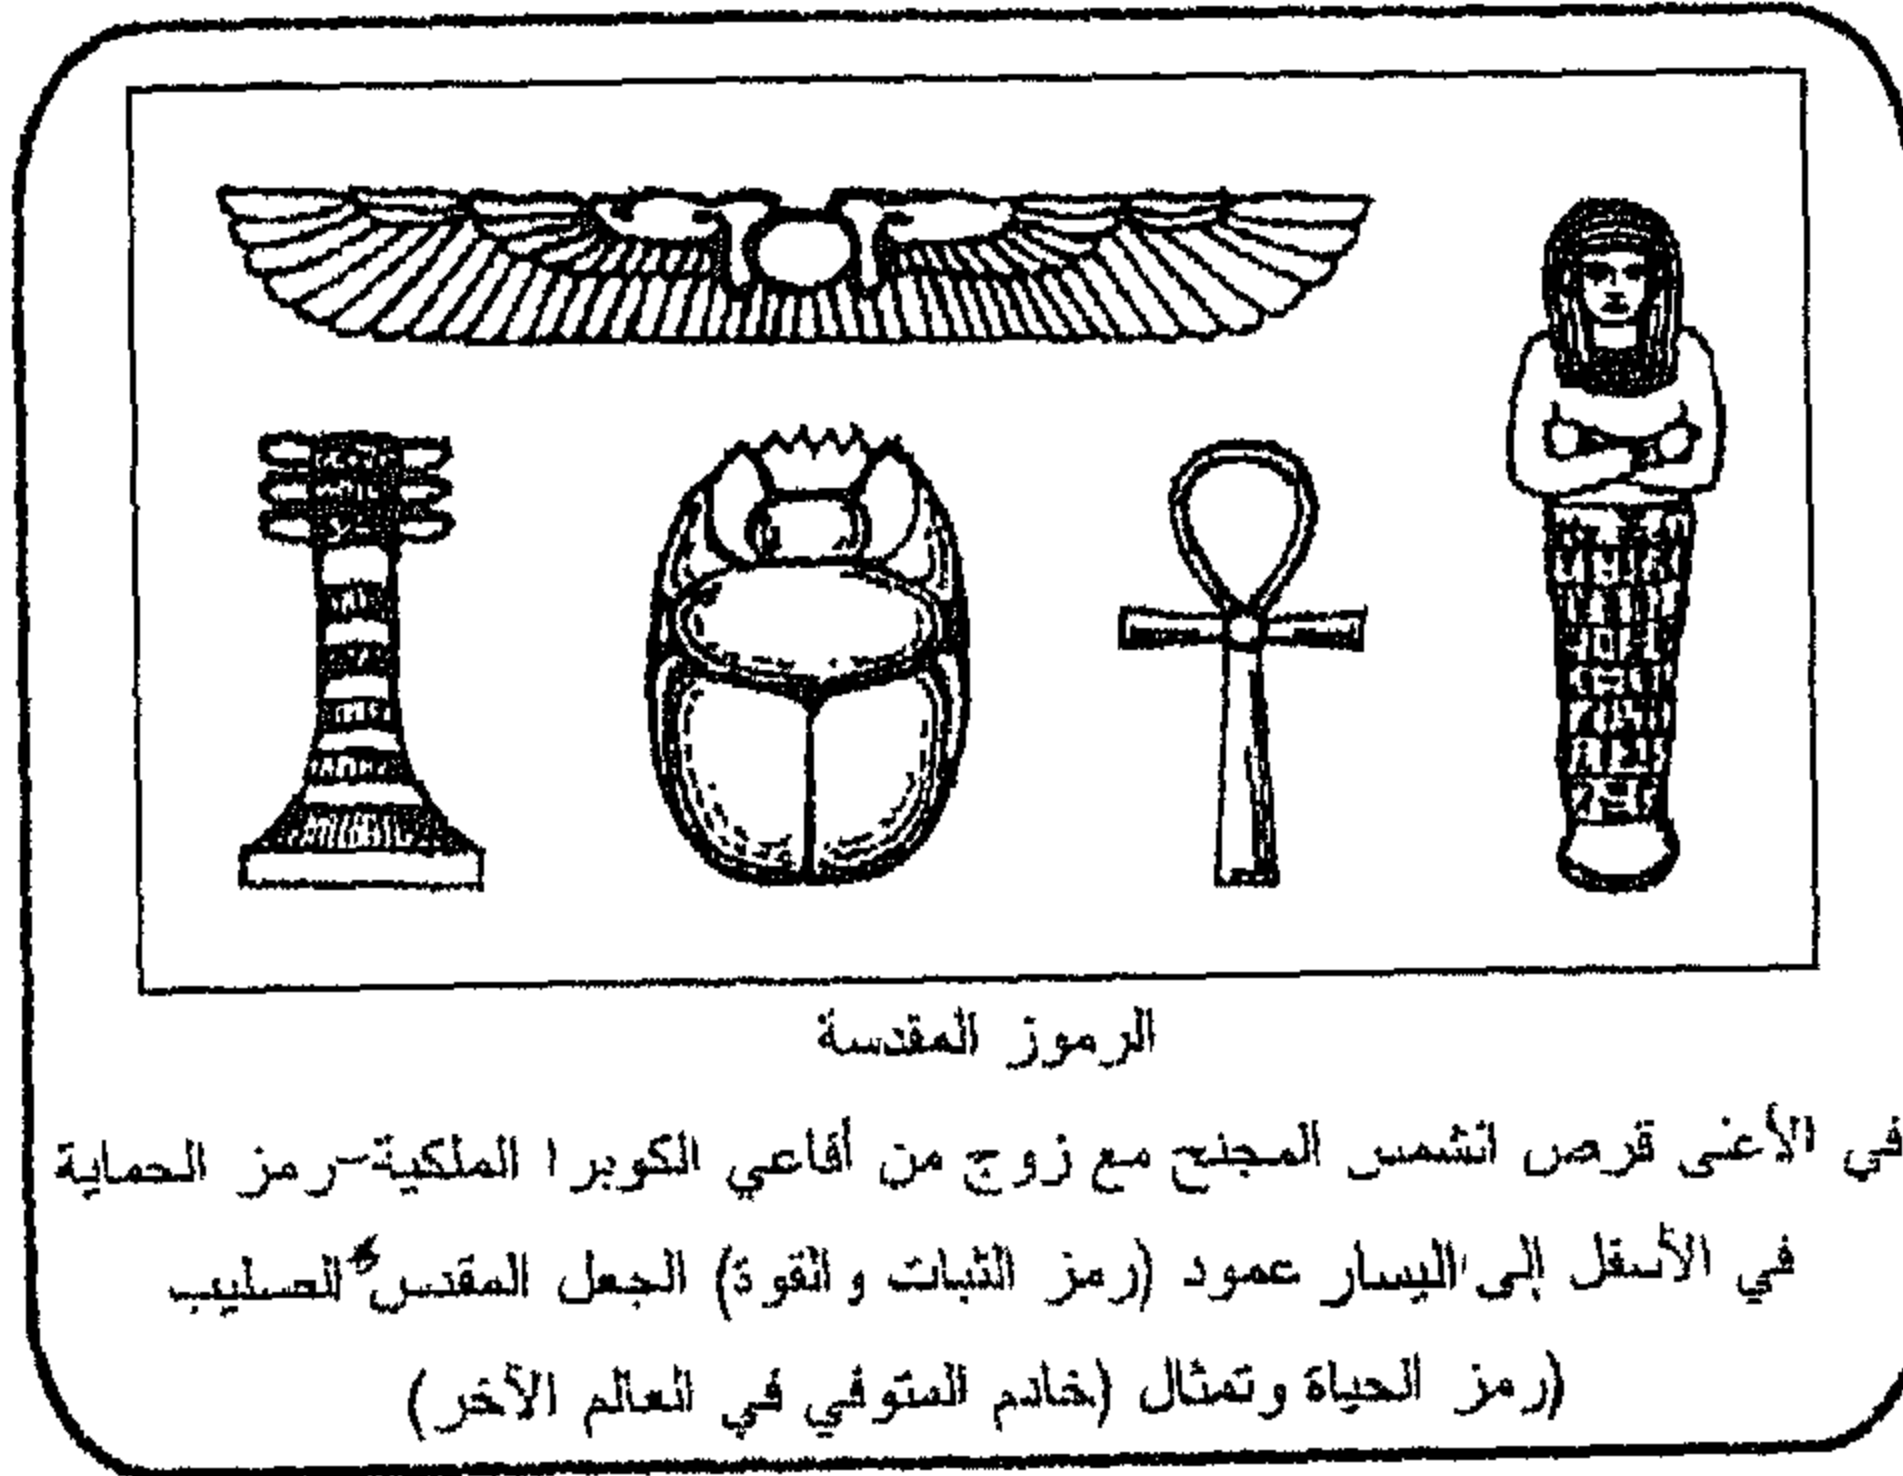 الرموز المقدسة
في الأعلى قرص الشمس المجنح مع زوج من أفاعي الكوبرا الملكية-رمز الحماية
في الأسفل إلى اليسار عمود (رمز الثبات والقوة) الجعل المقدس الصليب
(رمز الحياة وتمثال (خادم المتوفي في العالم الآخر)